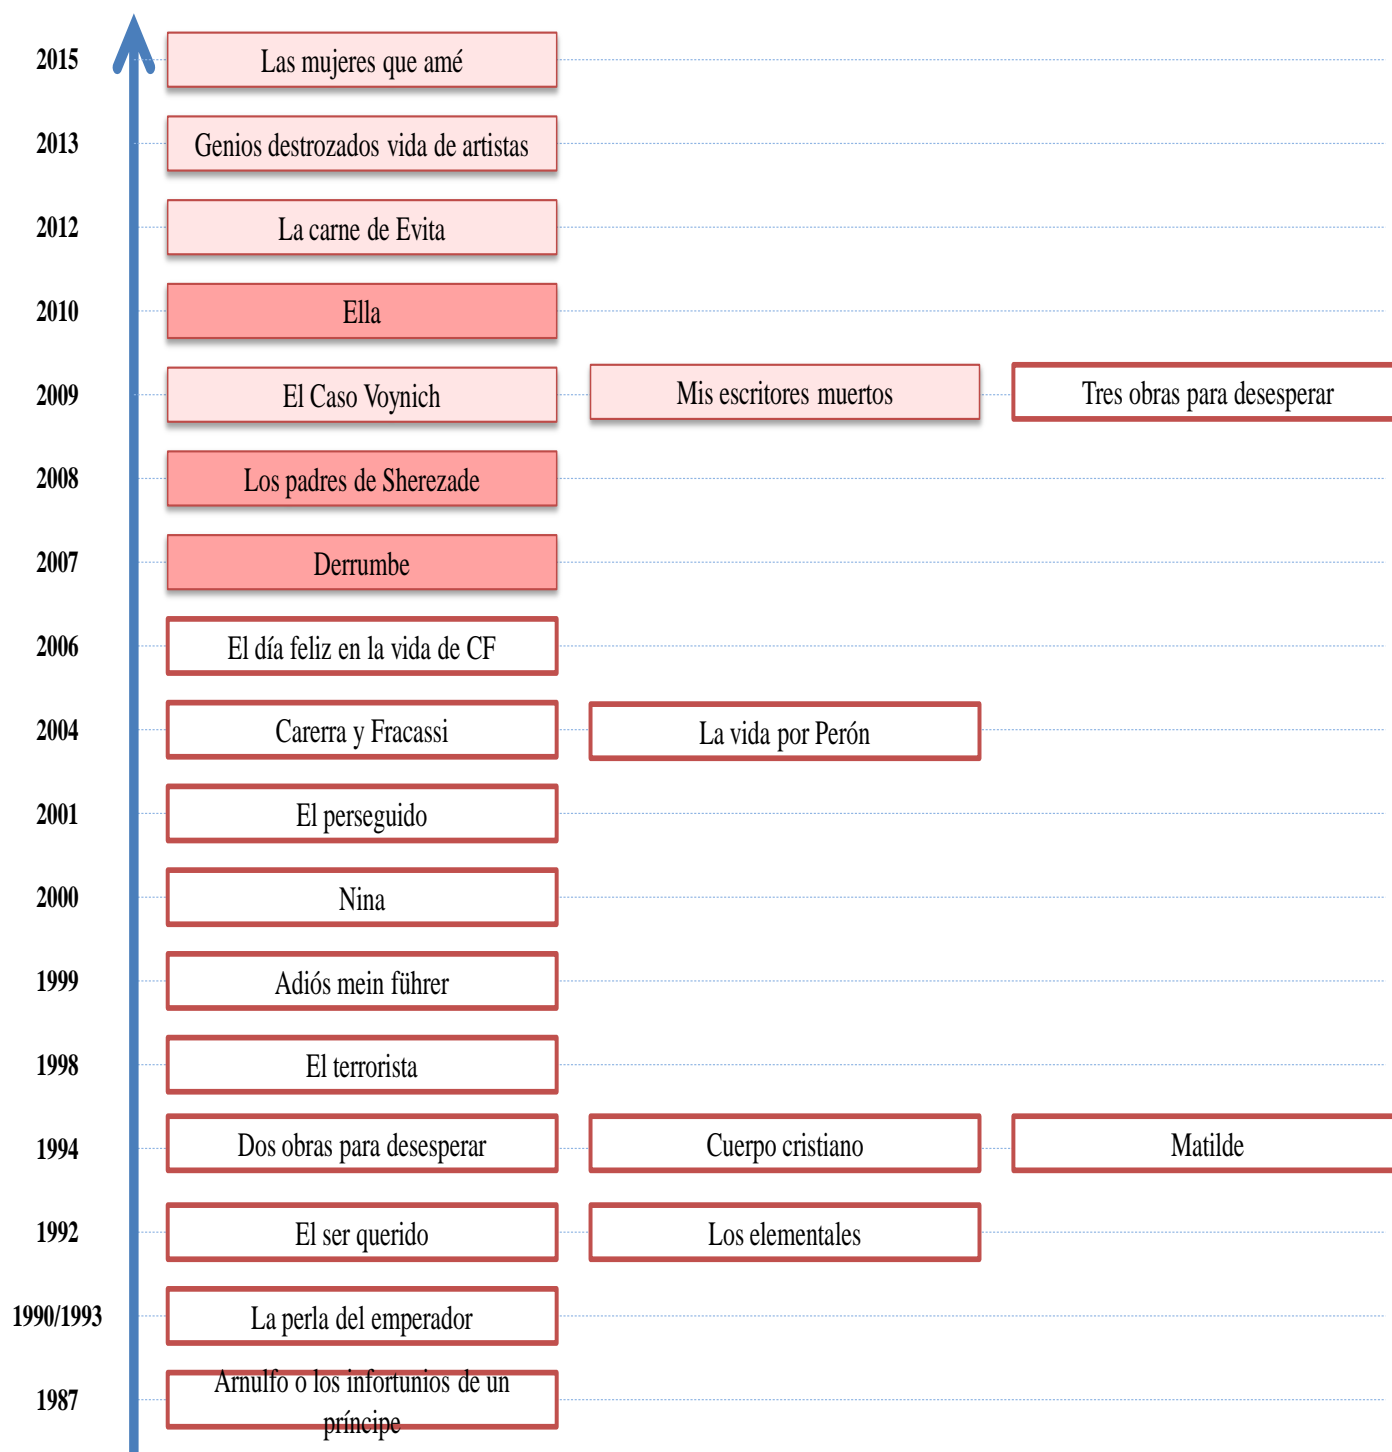 2015
Las mujeres que amé
2013
Genios destrozados vida de artistas
2012
La carne de Evita
2010
Ella
2009
El Caso Voynich
Mis escritores muertos
Tres obras para desesperar
2008
Los padres de Sherezade
2007
Derrumbe
2006
El día feliz en la vida de CF
2004
Carerra y Fracassi
La vida por Perón
2001
El perseguido
2000
Nina
1999
Adiós mein führer
1998
El terrorista
1994
Dos obras para desesperar
Cuerpo cristiano
Matilde
1992
El ser querido
Los elementales
1990/1993
La perla del emperador
1987
Arnulfo o los infortunios de un
príncipe